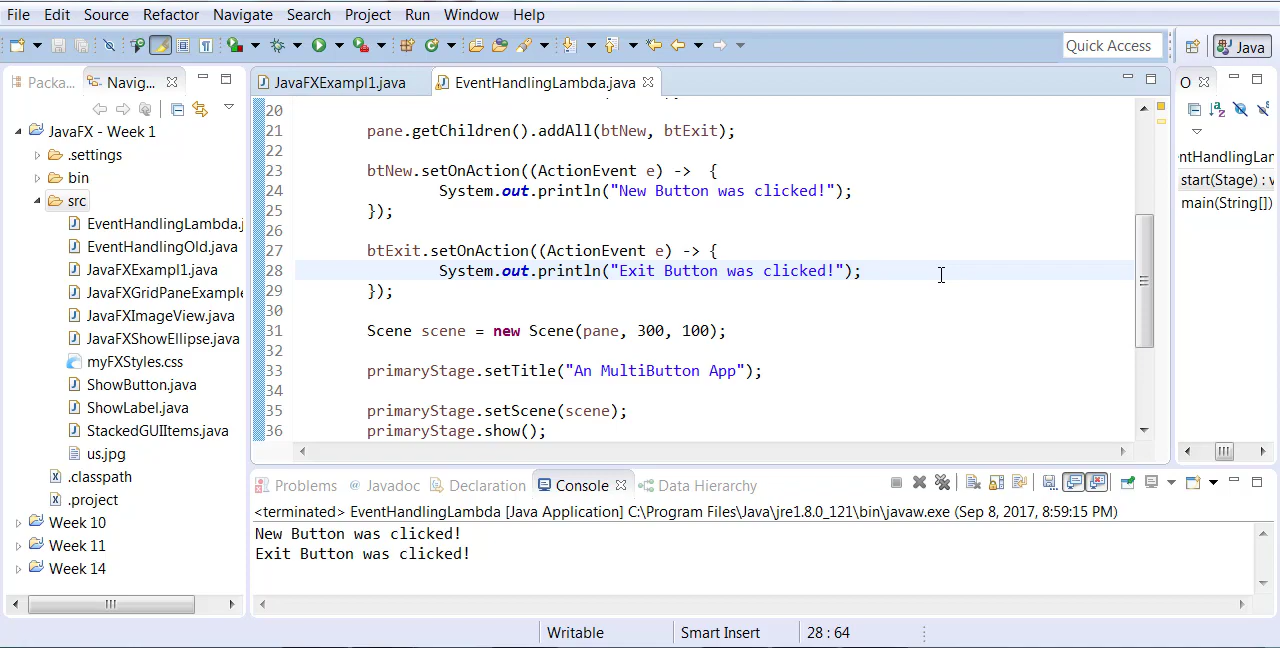 File Edit Source Refactor Navigate Search Project Run Window Help
Quick Access
Java
Packa...
Navig...
JavaFX - Week 1
.settings
bin
src
EventHandlingLambda.j
EventHandlingOld.java
JavaFXExampl1.java
JavaFXGridPaneExample
JavaFXImageView.java
JavaFXShowEllipse.java
myFXStyles.css
ShowButton.java
ShowLabel.java
StackedGUIItems.java
us.jpg
.classpath
.project
Week 10
Week 11
Week 14
JavaFXExampl1.java EventHandlingLambda.java
20
21 pane.getChildren().addAll(btNew, btExit);
22
23 btNew.setOnAction((ActionEvent e) -> {
24 System.out.println("New Button was clicked!");
25 });
26
27 btExit.setOnAction((ActionEvent e) -> {
28 System.out.println("Exit Button was clicked!");
29 });
30
31 Scene scene = new Scene(pane, 300, 100);
32
33 primaryStage.setTitle("An MultiButton App");
34
35 primaryStage.setScene(scene);
36 primaryStage.show();
O
ntHandlingLar
start(Stage) : v
main(String[])
Problems @ Javadoc Declaration Console Data Hierarchy
<terminated> EventHandlingLambda [Java Application] C:\Program Files\Java\jre1.8.0_121\bin\javaw.exe (Sep 8, 2017, 8:59:15 PM)
New Button was clicked!
Exit Button was clicked!
Writable Smart Insert 28 : 64